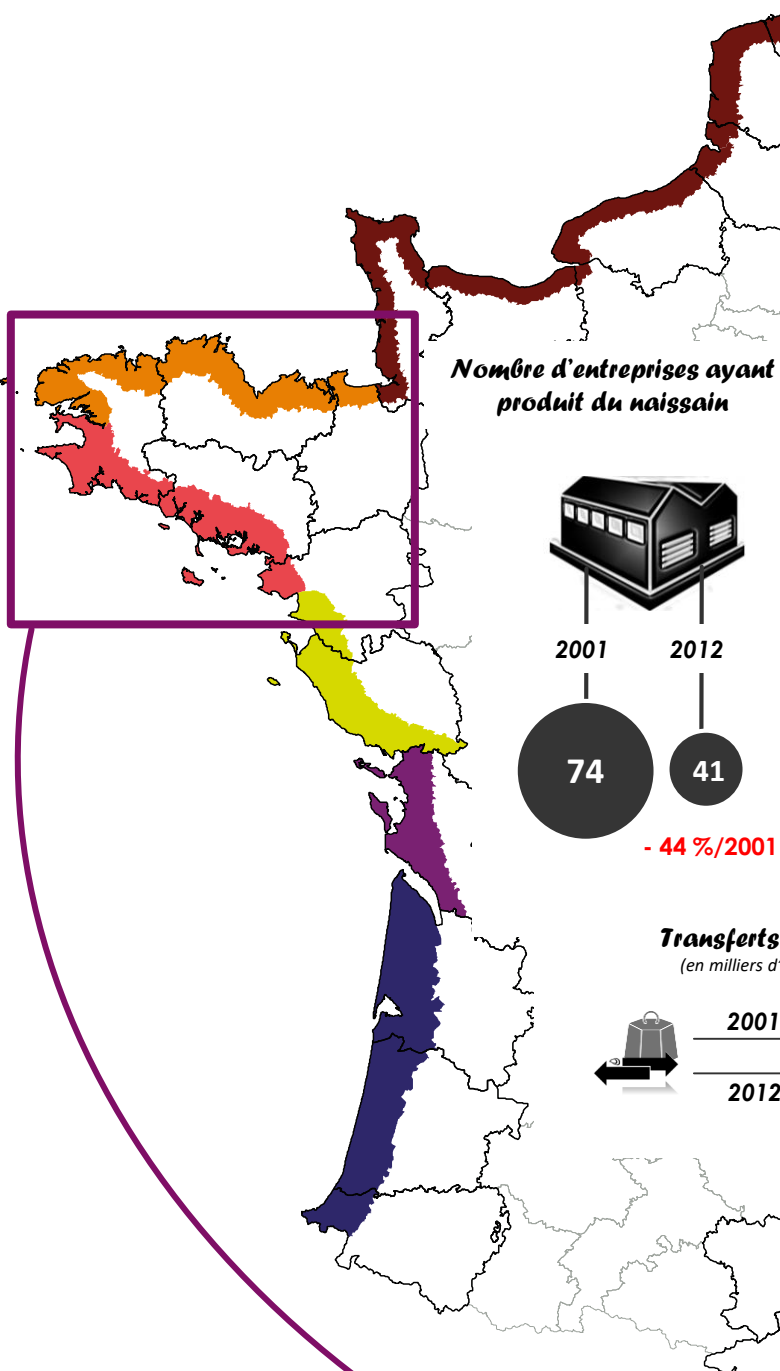 Nombre d'entreprises ayant
produit du naissain
2001 2012
74 41
- 44 %/2001
Transferts
(en milliers d'
2001
2012